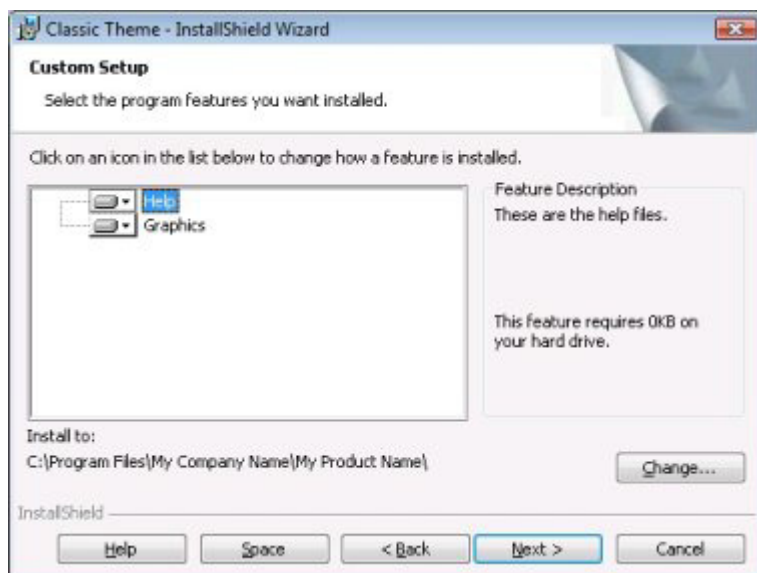 Classic Theme - InstallShield Wizard
Custom Setup
Select the program features you want installed.
Click on an icon in the list below to change how a feature is installed.
Help
Graphics
Feature Description
These are the help files.
This feature requires 0KB on
your hard drive.
Install to:
C:\Program Files\My Company Name\My Product Name\
Change...
InstallShield
Help
Space
< Back
Next >
Cancel